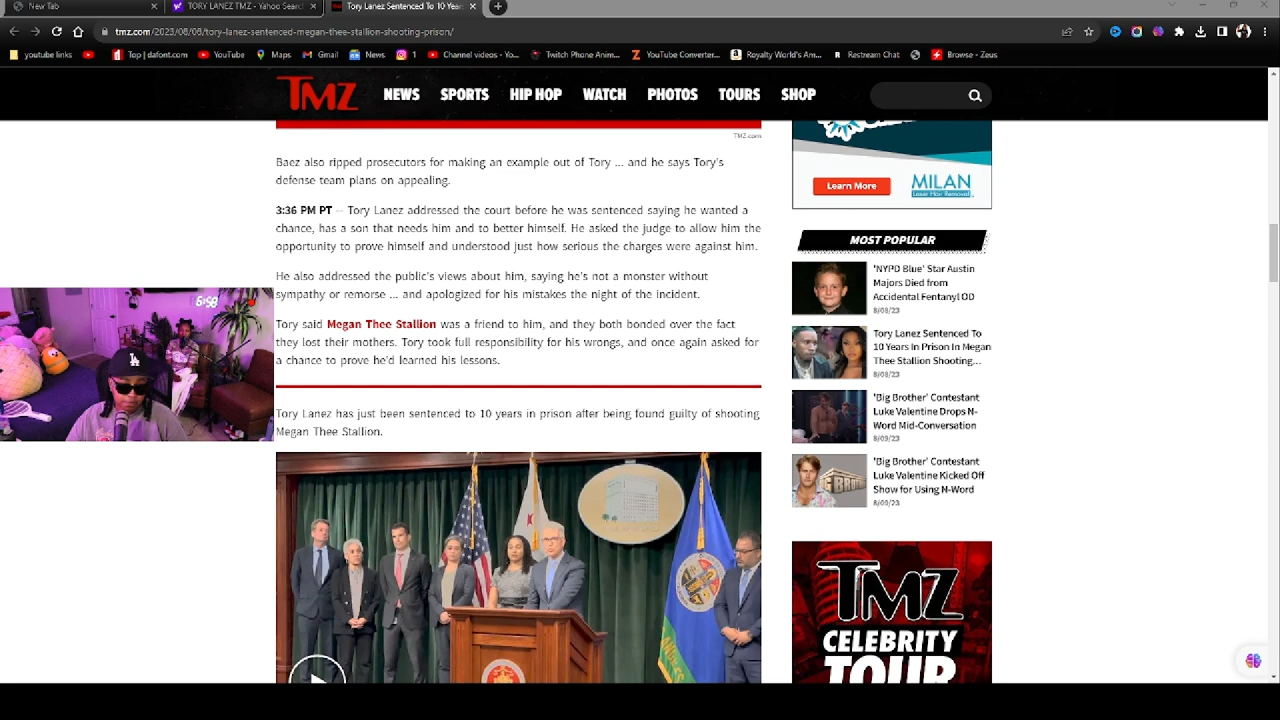 New Tab
TORY LANEZ TMZ - Yahoo Searc
Tory Lanez Sentenced To 10 Year
tmz.com/2023/08/08/tory-lanez-sentenced-megan-thee-stallion-shooting-prison/
youtube links
Top | dafont.com
YouTube
Maps
Gmail
News
1
Channel videos - Yo...
Twitch Phone Anim...
YouTube Converter...
Royalty World's Am...
Restream Chat
Browse - Zeus
TMZ
NEWS
SPORTS
HIP HOP
WATCH
PHOTOS
TOURS
SHOP
TMZ.com
Baez also ripped prosecutors for making an example out of Tory ... and he says Tory's
defense team plans on appealing.
3:36 PM PT -- Tory Lanez addressed the court before he was sentenced saying he wanted a
chance, has a son that needs him and to better himself. He asked the judge to allow him the
opportunity to prove himself and understood just how serious the charges were against him.
He also addressed the public's views about him, saying he's not a monster without
sympathy or remorse ... and apologized for his mistakes the night of the incident.
Tory said Megan Thee Stallion was a friend to him, and they both bonded over the fact
they lost their mothers. Tory took full responsibility for his wrongs, and once again asked for
a chance to prove he'd learned his lessons.
Tory Lanez has just been sentenced to 10 years in prison after being found guilty of shooting
Megan Thee Stallion.
6:58
LA
Learn More
MILAN
Laser Hair Removal
MOST POPULAR
'NYPD Blue' Star Austin
Majors Died from
Accidental Fentanyl OD
8/08/23
Tory Lanez Sentenced To
10 Years In Prison In Megan
Thee Stallion Shooting...
8/08/23
'Big Brother' Contestant
Luke Valentine Drops N-
Word Mid-Conversation
8/09/23
'Big Brother' Contestant
Luke Valentine Kicked Off
Show for Using N-Word
8/09/23
TMZ
CELEBRITY
TOUR